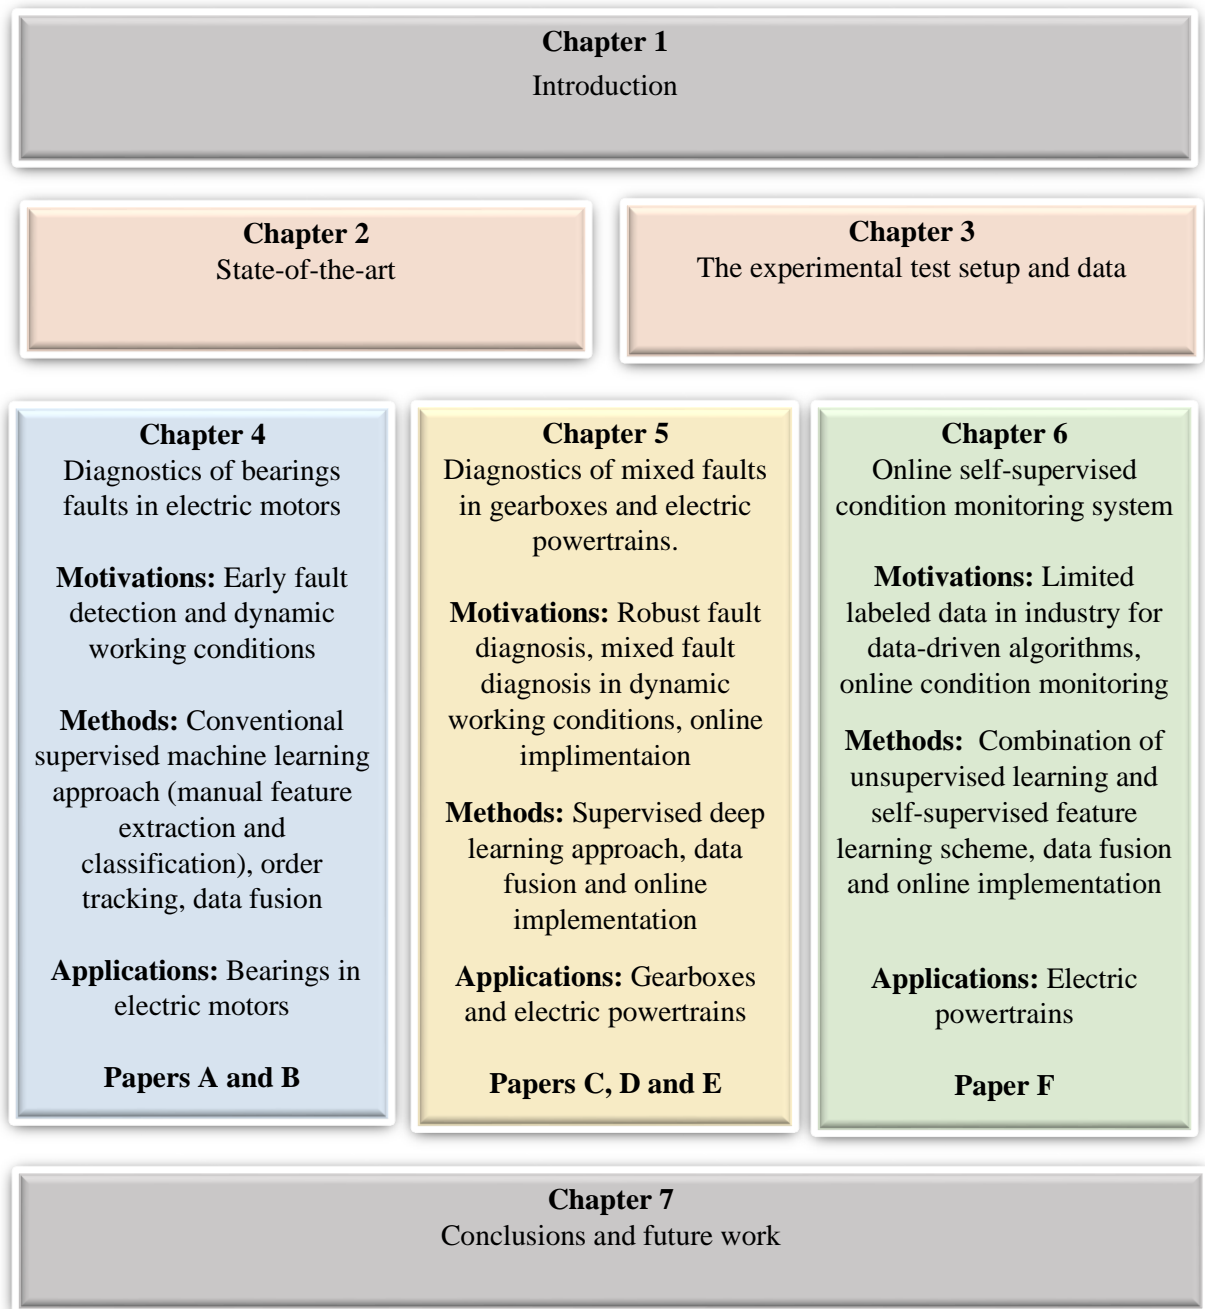 Chapter 1
Introduction
Chapter 2
State-of-the-art
Chapter 3
The experimental test setup and data
Chapter 4
Diagnostics of bearings
faults in electric motors
Motivations: Early fault
detection and dynamic
working conditions
Methods: Conventional
supervised machine learning
approach (manual feature
extraction and
classification), order
tracking, data fusion
Applications: Bearings in
electric motors
Papers A and B
Chapter 5
Diagnostics of mixed faults
in gearboxes and electric
powertrains.
Motivations: Robust fault
diagnosis, mixed fault
diagnosis in dynamic
working conditions, online
implimentaion
Methods: Supervised deep
learning approach, data
fusion and online
implementation
Applications: Gearboxes
and electric powertrains
Papers C, D and E
Chapter 6
Online self-supervised
condition monitoring system
Motivations: Limited
labeled data in industry for
data-driven algorithms,
online condition monitoring
Methods: Combination of
unsupervised learning and
self-supervised feature
learning scheme, data fusion
and online implementation
Applications: Electric
powertrains
Paper F
Chapter 7
Conclusions and future work